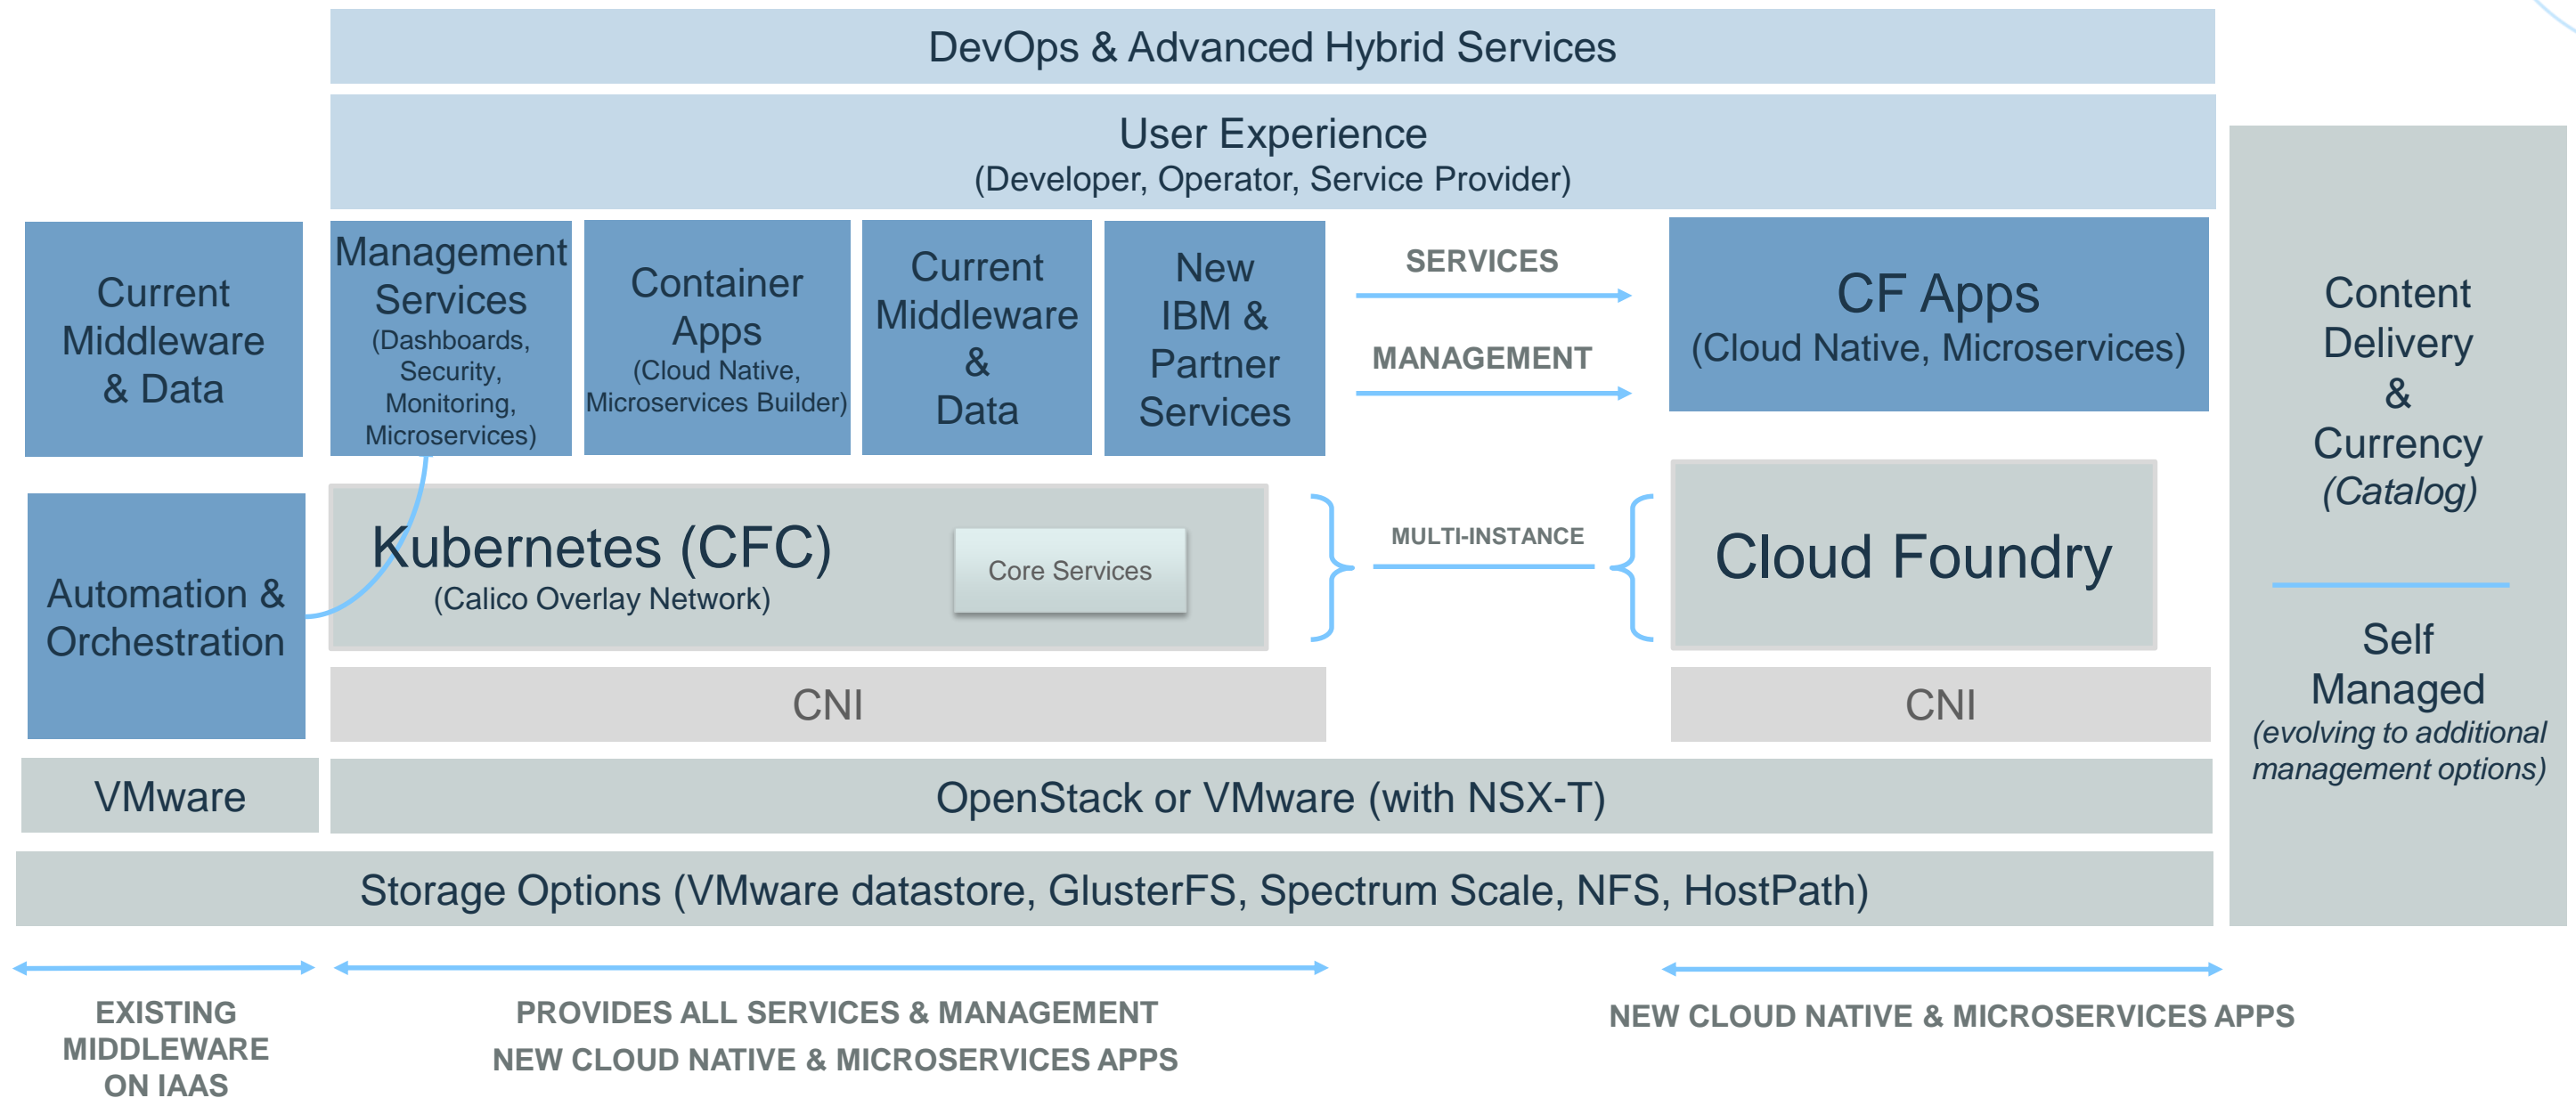 DevOps & Advanced Hybrid Services
User Experience
(Developer, Operator, Service Provider)
Current
Middleware
& Data
Management
Services
(Dashboards,
Security,
Monitoring,
Microservices)
Container
Apps
(Cloud Native,
Microservices Builder)
Current
Middleware
&
Data
New
IBM &
Partner
Services
SERVICES
MANAGEMENT
CF Apps
(Cloud Native, Microservices)
Content
Delivery
&
Currency
(Catalog)
Self
Managed
(evolving to additional
management options)
Automation &
Orchestration
Kubernetes (CFC)
(Calico Overlay Network)
Core Services
MULTI-INSTANCE
Cloud Foundry
CNI
CNI
VMware
OpenStack or VMware (with NSX-T)
Storage Options (VMware datastore, GlusterFS, Spectrum Scale, NFS, HostPath)
EXISTING
MIDDLEWARE
ON IAAS
PROVIDES ALL SERVICES & MANAGEMENT
NEW CLOUD NATIVE & MICROSERVICES APPS
NEW CLOUD NATIVE & MICROSERVICES APPS